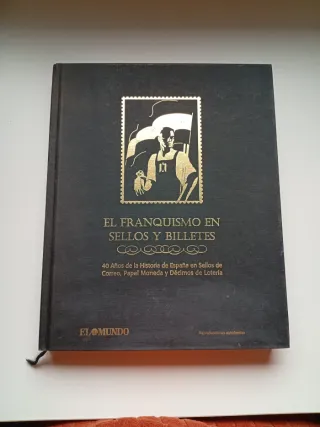 EL FRANQUISMO EN
SELLOS Y BILLETES
40 Años de la Historia de España en Sellos de
Correo, Papel Moneda y Décimos de Lotería
EL MUNDO